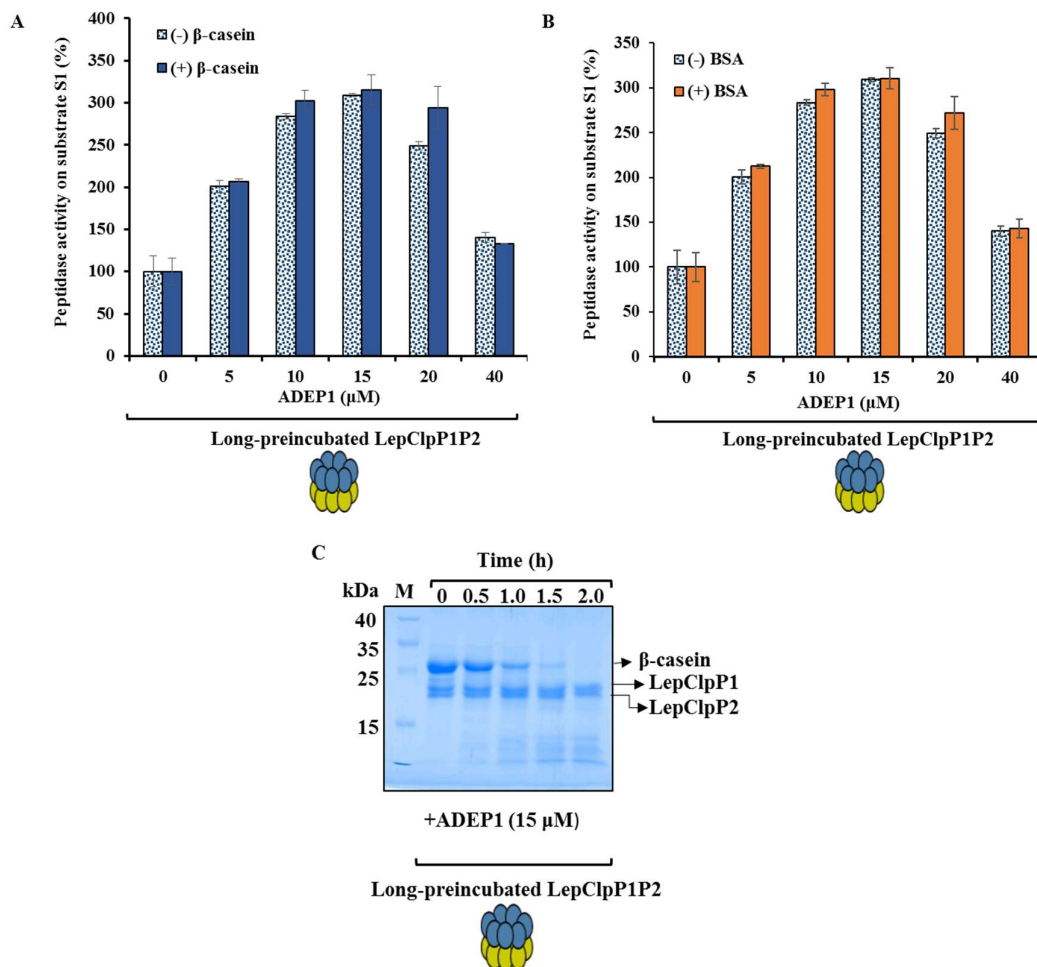 A
Peptidase activity on substrate S1 (%)
400
350
300
250
200
150
100
50
0
(-) β-casein
(+) β-casein
0 5 10 15 20 40
ADEP1 (µM)
Long-preincubated LepClpP1P2
B
Peptidase activity on substrate S1 (%)
350
300
250
200
150
100
50
0
(-) BSA
(+) BSA
0 5 10 15 20 40
ADEP1 (µM)
Long-preincubated LepClpP1P2
C
Time (h)
kDa M 0 0.5 1.0 1.5 2.0
40
35
25
15
β-casein
LepClpP1
LepClpP2
+ADEP1 (15 µM)
Long-preincubated LepClpP1P2